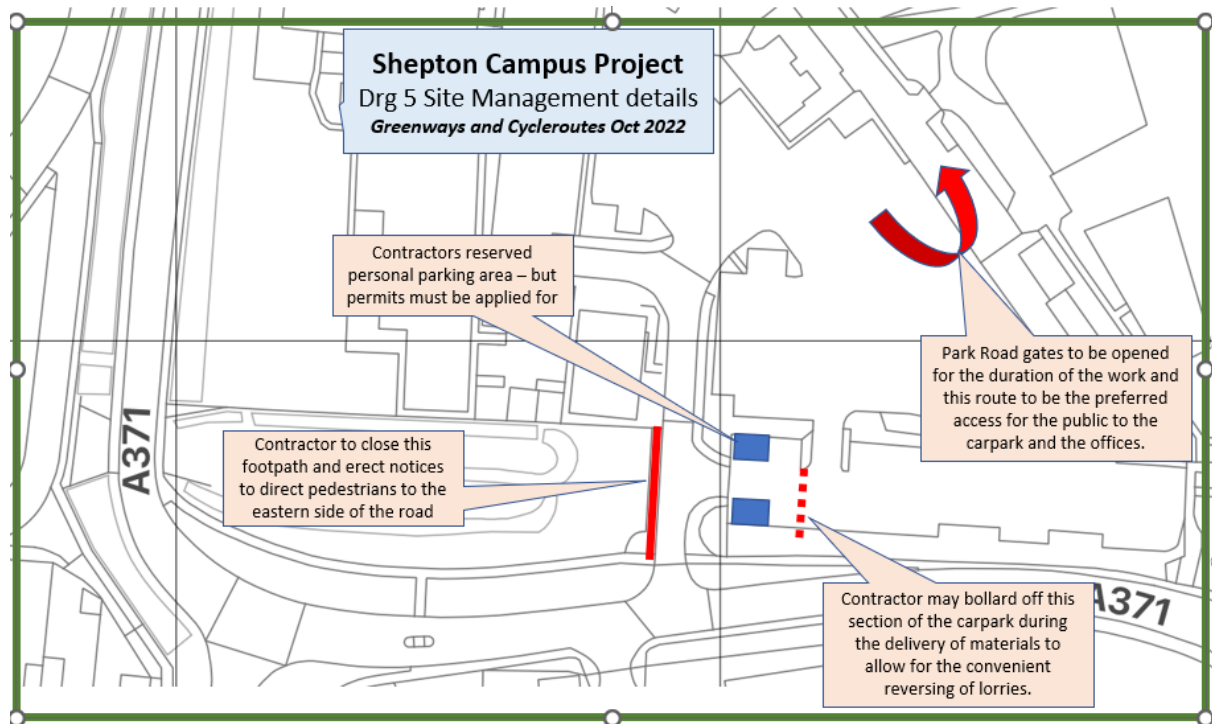 Shepton Campus Project
Drg 5 Site Management details
Greenways and Cycleroutes Oct 2022
Contractors reserved
personal parking area – but
permits must be applied for
Park Road gates to be opened
for the duration of the work and
this route to be the preferred
access for the public to the
carpark and the offices.
A371
Contractor to close this
footpath and erect notices
to direct pedestrians to the
eastern side of the road
Contractor may bollard off this
section of the carpark during
the delivery of materials to
allow for the convenient
reversing of lorries.
A371